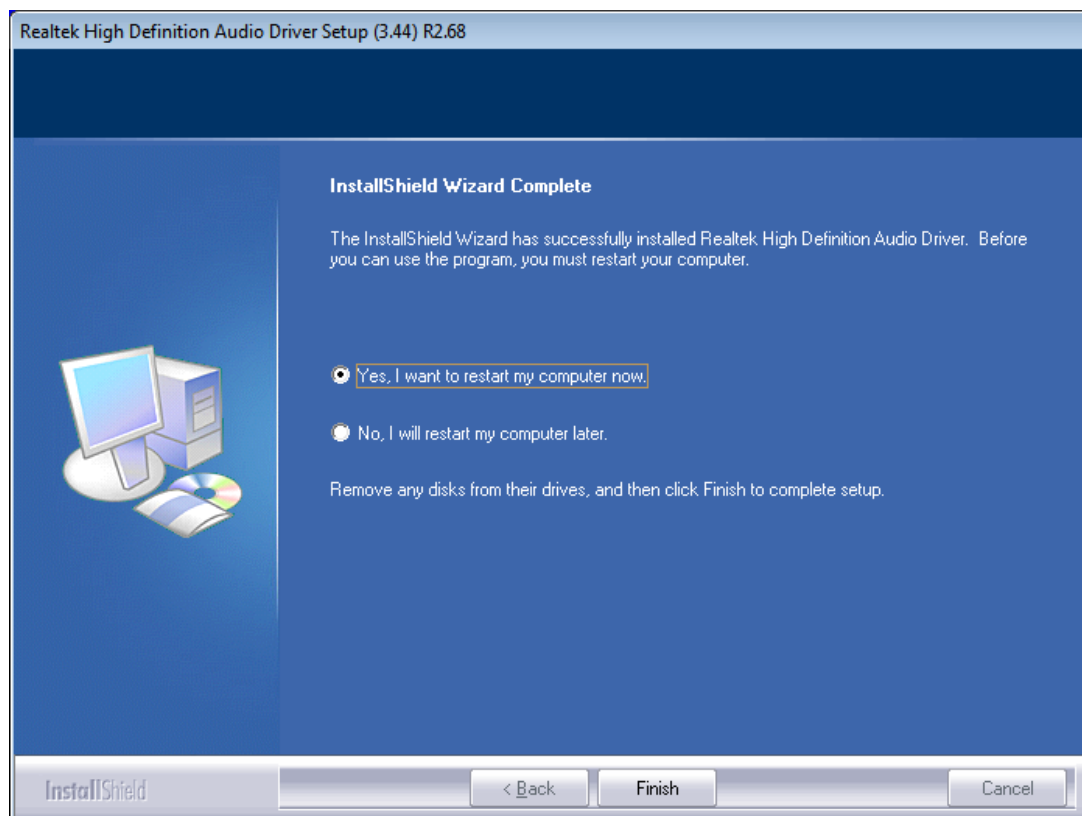 Realtek High Definition Audio Driver Setup (3.44) R2.68
InstallShield Wizard Complete
The InstallShield Wizard has successfully installed Realtek High Definition Audio Driver.  Before
you can use the program, you must restart your computer.
Yes, I want to restart my computer now.
No, I will restart my computer later.
Remove any disks from their drives, and then click Finish to complete setup.
InstallShield
< Back
Finish
Cancel